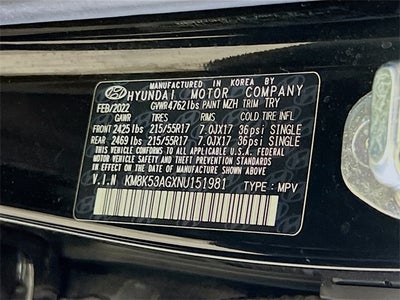 MANUFACTURED IN KOREA BY
HYUNDAI MOTOR COMPANY
FEB/2022 GVWR4762lbs PAINT MZH TRIM TRY
GAWR TIRE RIMS COLD TIRE INFL
FRONT 2425lbs 215/55R17 7.0JX17 36psi SINGLE
REAR 2469lbs 215/55R17 7.0JX17 36psi SINGLE
THIS VEHICLE CONFORMS TO ALL APPLICABLE U.S.
FEDERAL MOTOR VEHICLE SAFETY, BUMPER, AND THEFT
PREVENTION STANDARDS IN EFFECT ON THE DATE OF
MANUFACTURE SHOWN ABOVE
V.I.N KM8K53AGXNU151981 TYPE: MPV